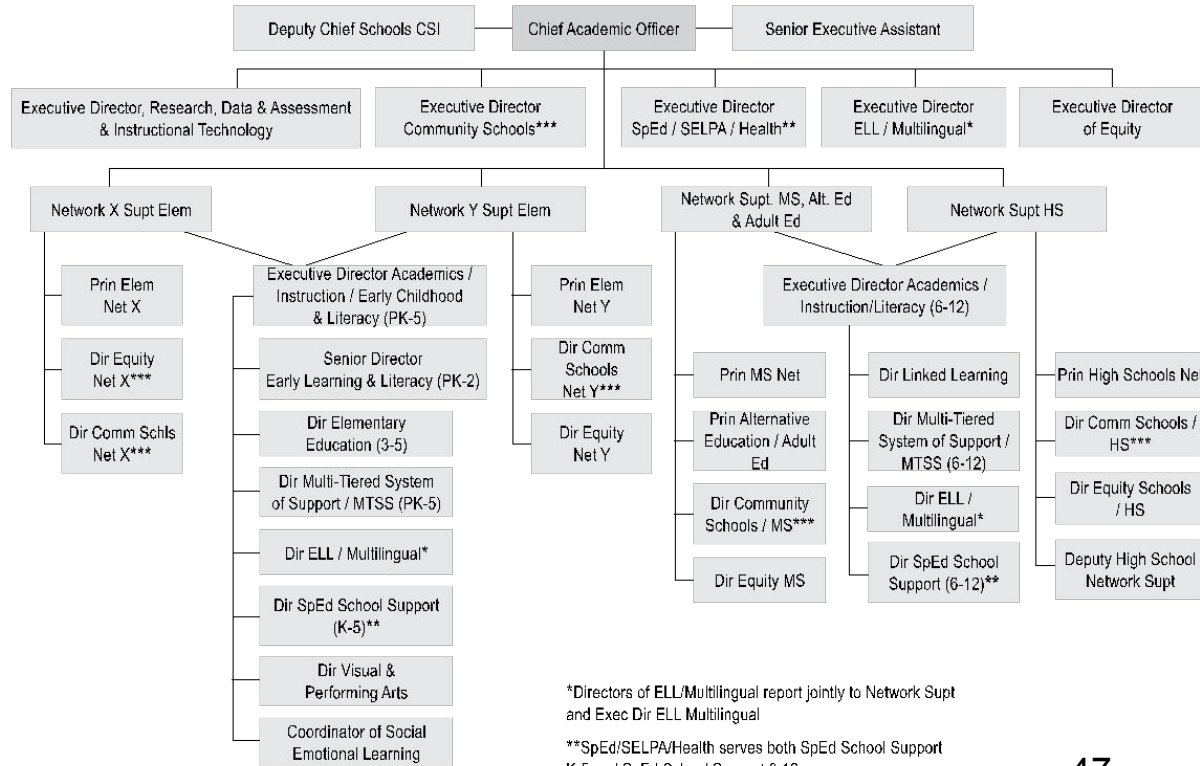 Deputy Chief Schools CSI
Chief Academic Officer
Senior Executive Assistant
Executive Director, Research, Data & Assessment
& Instructional Technology
Executive Director
Community Schools***
Executive Director
SpEd / SELPA / Health**
Executive Director
ELL / Multilingual*
Executive Director
of Equity
Network X Supt Elem
Network Y Supt Elem
Network Supt. MS, Alt. Ed
& Adult Ed
Network Supt HS
Prin Elem
Net X
Dir Equity
Net X***
Dir Comm Schls
Net X***
Executive Director Academics /
Instruction / Early Childhood
& Literacy (PK-5)
Senior Director
Early Learning & Literacy (PK-2)
Dir Elementary
Education (3-5)
Dir Multi-Tiered System
of Support / MTSS (PK-5)
Dir ELL / Multilingual*
Dir SpEd School Support
(K-5)**
Dir Visual &
Performing Arts
Coordinator of Social
Emotional Learning
Prin Elem
Net Y
Dir Comm
Schools
Net Y***
Dir Equity
Net Y
Executive Director Academics /
Instruction/Literacy (6-12)
Prin MS Net
Prin Alternative
Education / Adult
Ed
Dir Community
Schools / MS***
Dir Equity MS
Dir Linked Learning
Dir Multi-Tiered
System of Support /
MTSS (6-12)
Dir ELL /
Multilingual*
Dir SpEd School
Support (6-12)**
Prin High Schools Net
Dir Comm Schools /
HS***
Dir Equity Schools
/ HS
Deputy High School
Network Supt
*Directors of ELL/Multilingual report jointly to Network Supt
and Exec Dir ELL Multilingual
**SpEd/SELPA/Health serves both SpEd School Support